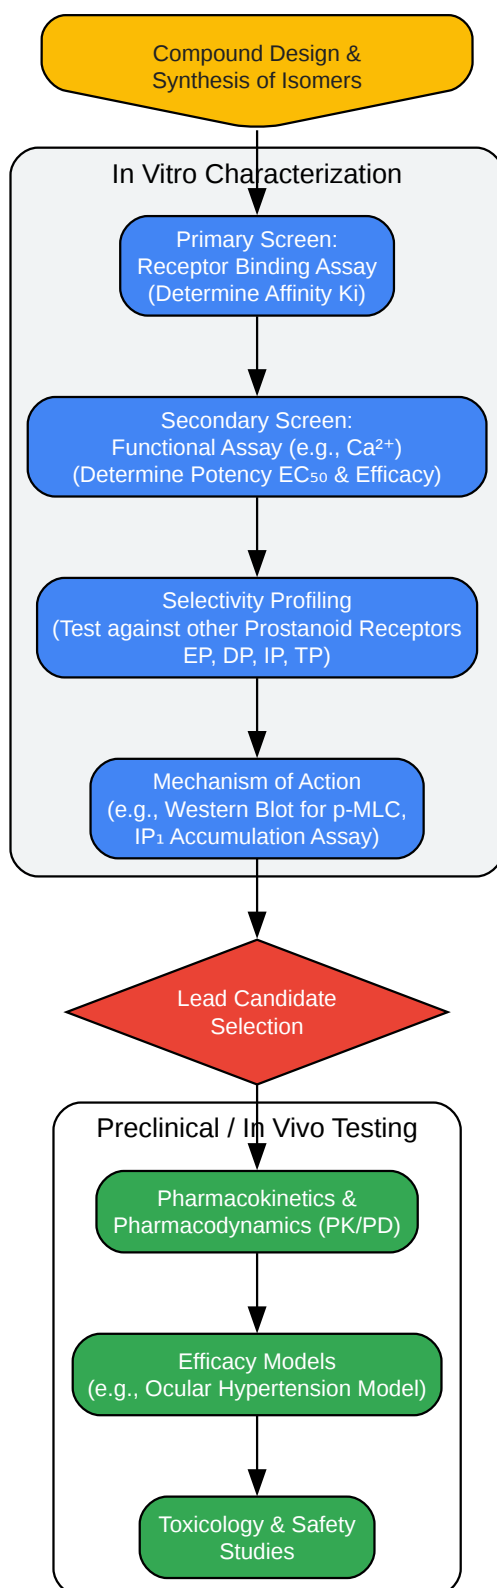 Compound Design &
Synthesis of Isomers
In Vitro Characterization
Primary Screen:
Receptor Binding Assay
(Determine Affinity Ki)
Secondary Screen:
Functional Assay (e.g., Ca²⁺)
(Determine Potency EC₅₀ & Efficacy)
Selectivity Profiling
(Test against other Prostanoid Receptors
EP, DP, IP, TP)
Mechanism of Action
(e.g., Western Blot for p-MLC,
IP₁ Accumulation Assay)
Lead Candidate
Selection
Preclinical / In Vivo Testing
Pharmacokinetics &
Pharmacodynamics (PK/PD)
Efficacy Models
(e.g., Ocular Hypertension Model)
Toxicology & Safety
Studies